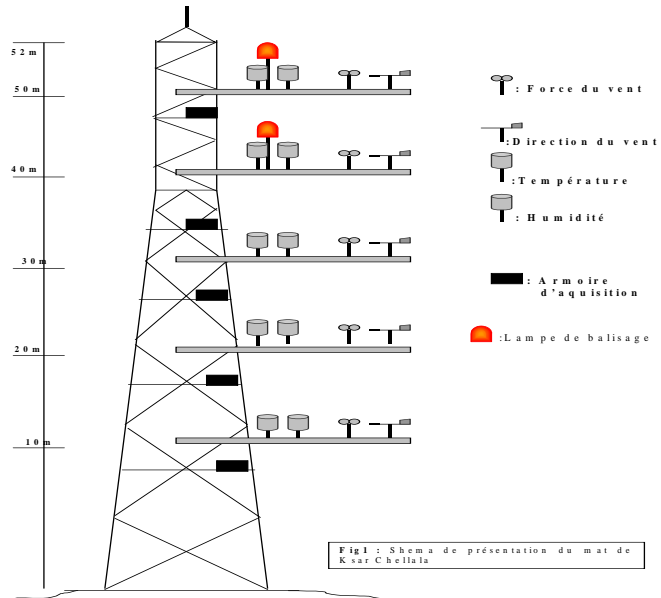 52 m
50 m
40 m
30 m
20 m
10 m
: Force du vent
:Direction du vent
:Température
: Humidité
: Armoire
d'aquisition
:Lampe de balisage
Fig1 : Shema de présentation du mat de
Ksar Chellala